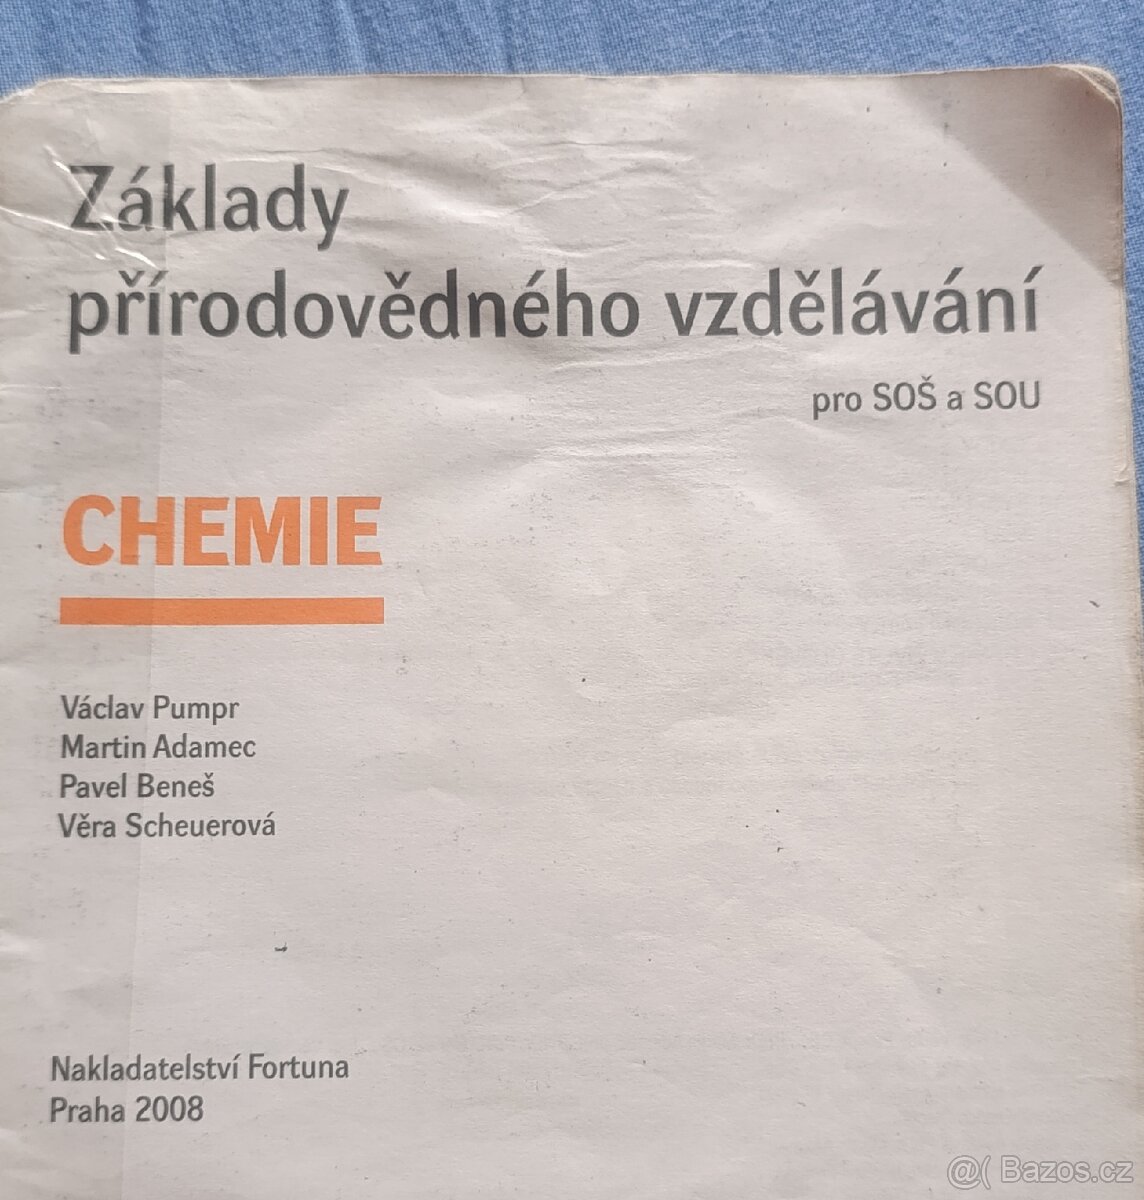 Základy
přírodovědného vzdělávání
pro SOŠ a SOU
CHEMIE
Václav Pumpr
Martin Adamec
Pavel Beneš
Věra Scheuerová
Nakladatelství Fortuna
Praha 2008
@( Bazos.cz